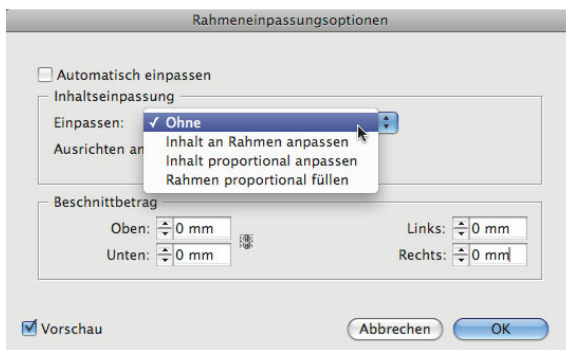 Rahmeneinpassungsoptionen
Automatisch einpassen
Inhaltseinpassung
Einpassen: ✓ Ohne
Inhalt an Rahmen anpassen
Ausrichten an
Inhalt proportional anpassen
Rahmen proportional füllen
Beschnittbetrag
Oben: 0 mm Links: 0 mm
Unten: 0 mm Rechts: 0 mm
Vorschau Abbrechen OK